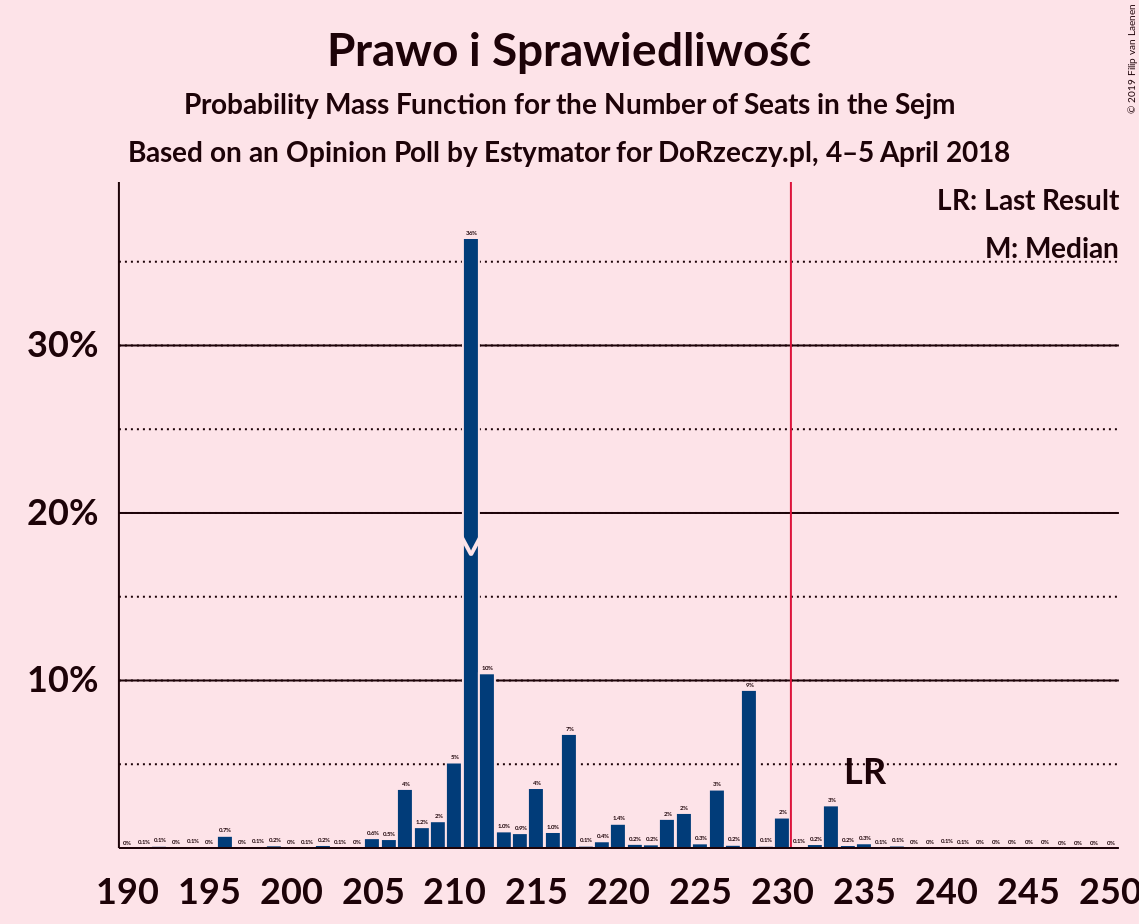 Prawo i Sprawiedliwość
Probability Mass Function for the Number of Seats in the Sejm
Based on an Opinion Poll by Estymator for DoRzeczy.pl, 4–5 April 2018
© 2019 Filip van Laenen
LR: Last Result
M: Median
30%
20%
10%
0% 0.1% 0.1% 0% 0.1% 0% 0.7% 0% 0.1% 0.2% 0% 0.1% 0.2% 0.1% 0% 0.6% 0.5% 4% 1.2% 2% 5% 36% 10% 1.0% 0.9% 4% 1.0% 7% 0.1% 0.4% 1.4% 0.2% 0.2% 2% 2% 0.3% 3% 0.2% 9% 0.1% 2% 0.1% 0.2% 3% 0.2% 0.3% 0.1% 0.1% 0% 0% 0.1% 0.1% 0% 0% 0% 0% 0% 0% 0% 0% 0%
LR
190 195 200 205 210 215 220 225 230 235 240 245 250